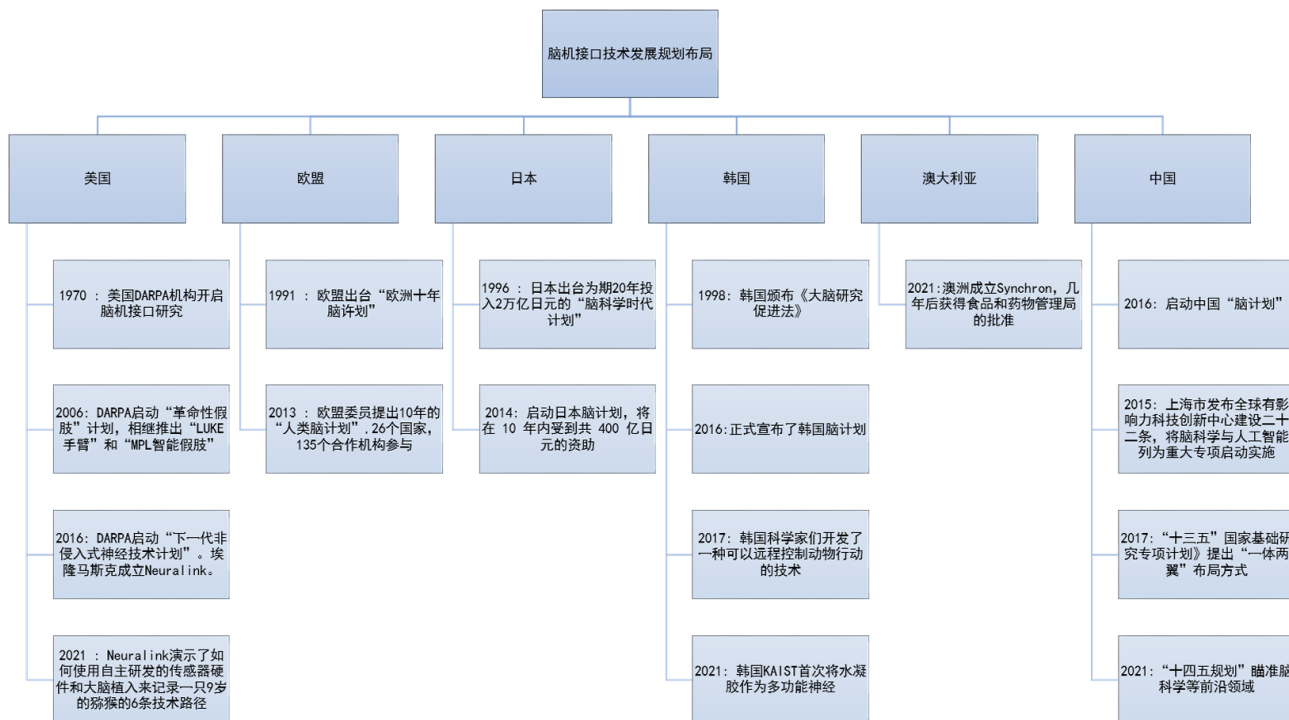 脑机接口技术发展规划布局
美国
欧盟
日本
韩国
澳大利亚
中国
1970 : 美国DARPA机构开启
脑机接口研究
2006: DARPA启动“革命性假
肢”计划，相继推出“LUKE
手臂”和“MPL智能假肢”
2016: DARPA启动“下一代非
侵入式神经技术计划”。埃
隆马斯克成立Neuralink。
2021 : Neuralink演示了如
何使用自主研发的传感器硬
件和大脑植入来记录一只9岁
的猕猴的6条技术路径
1991 : 欧盟出台“欧洲十年
脑许划”
2013 : 欧盟委员提出10年的
“人类脑计划”.26个国家，
135个合作机构参与
1996 : 日本出台为期20年投
入2万亿日元的“脑科学时代
计划”
2014: 启动日本脑计划，将
在 10 年内受到共 400 亿日
元的资助
1998: 韩国颁布《大脑研究
促进法》
2016:正式宣布了韩国脑计划
2017: 韩国科学家们开发了
一种可以远程控制动物行动
的技术
2021: 韩国KAIST首次将水凝
胶作为多功能神经
2021:澳洲成立Synchron，几
年后获得食品和药物管理局
的批准
2016: 启动中国“脑计划”
2015: 上海市发布全球有影
响力科技创新中心建设二十
二条，将脑科学与人工智能
列为重大专项启动实施
2017: “十三五”国家基础研
究专项计划》提出“一体两
翼”布局方式
2021: “十四五规划”瞄准脑
科学等前沿领域